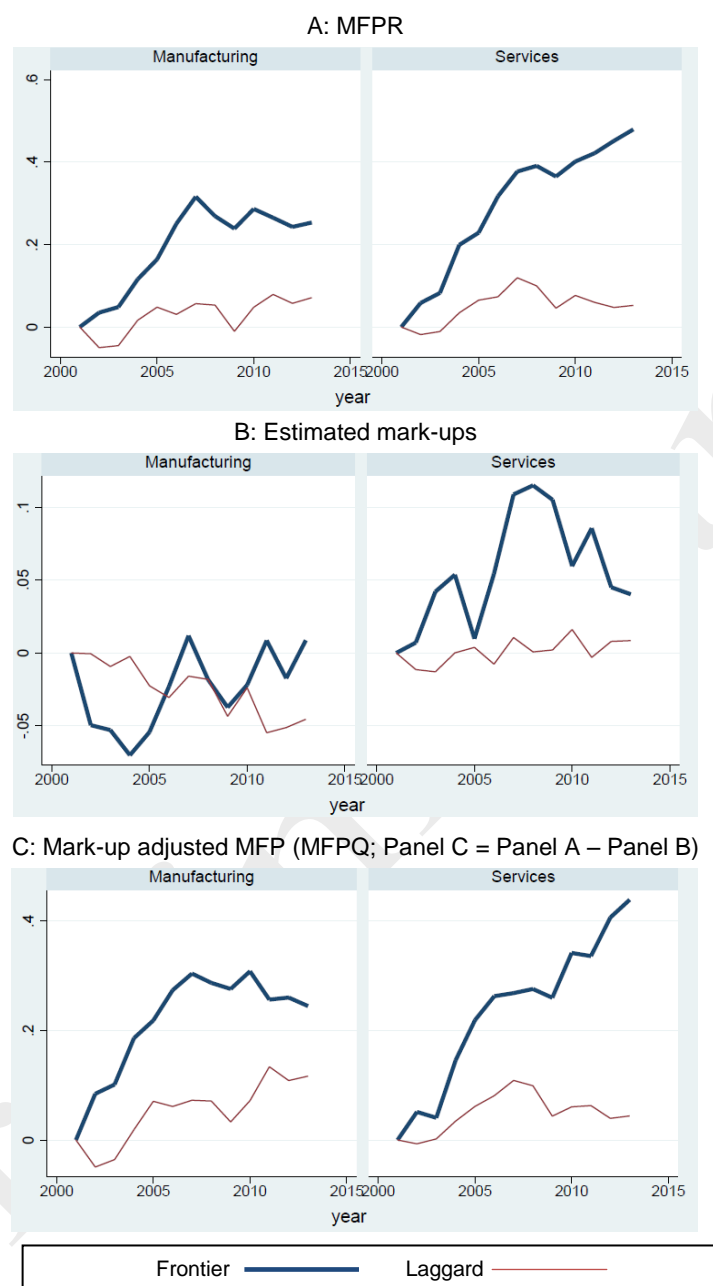 A: MFPR
Manufacturing Services
.6
.4
.2
0
2000 2005 2010 2015 2000 2005 2010 2015
year
B: Estimated mark-ups
Manufacturing Services
.1
.05
0
-.05
2000 2005 2010 2015 2000 2005 2010 2015
year
C: Mark-up adjusted MFP (MFPQ; Panel C = Panel A – Panel B)
Manufacturing Services
.4
.2
0
2000 2005 2010 2015 2000 2005 2010 2015
year
Frontier Laggard